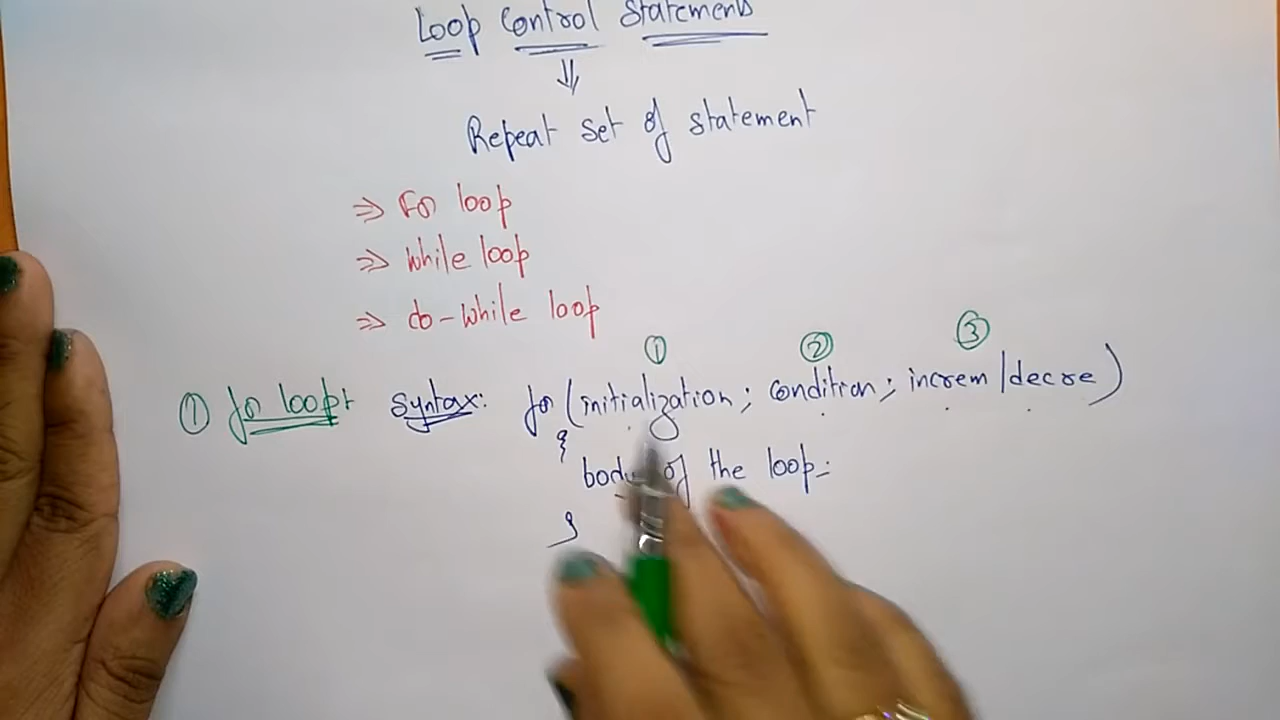 Loop Control Statements
⇓
Repeat set of statement
⇒ For loop
⇒ while loop
⇒ do-while loop
① ② ③
① for loop: Syntax: for (initialization; condition; increm/decre)
{
body of the loop;
}